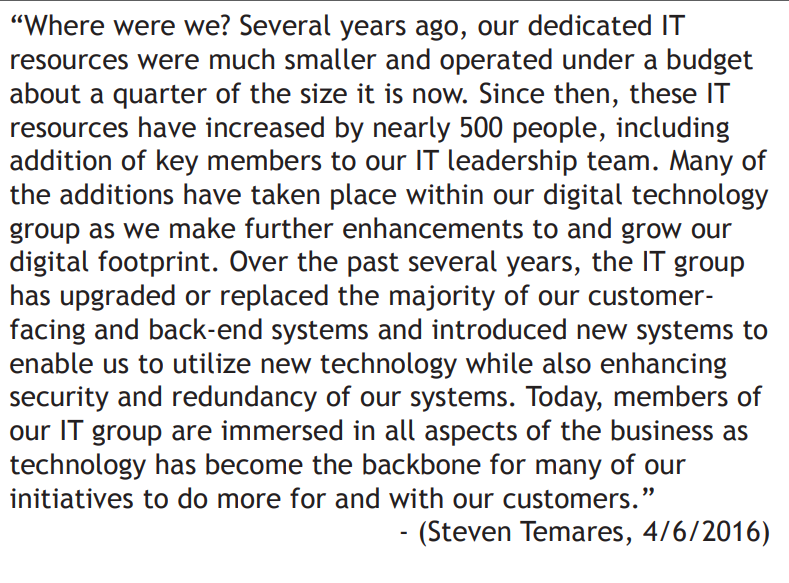 “Where were we? Several years ago, our dedicated IT
resources were much smaller and operated under a budget
about a quarter of the size it is now. Since then, these IT
resources have increased by nearly 500 people, including
addition of key members to our IT leadership team. Many of
the additions have taken place within our digital technology
group as we make further enhancements to and grow our
digital footprint. Over the past several years, the IT group
has upgraded or replaced the majority of our customer-
facing and back-end systems and introduced new systems to
enable us to utilize new technology while also enhancing
security and redundancy of our systems. Today, members of
our IT group are immersed in all aspects of the business as
technology has become the backbone for many of our
initiatives to do more for and with our customers.”
- (Steven Temares, 4/6/2016)